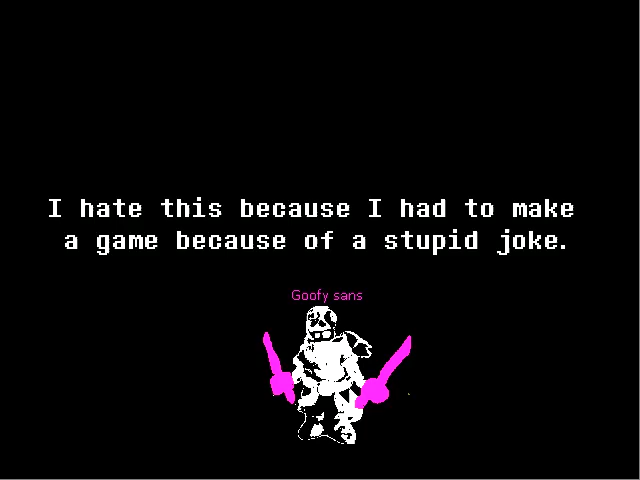 I hate this because I had to make
a game because of a stupid joke.
Goofy sans